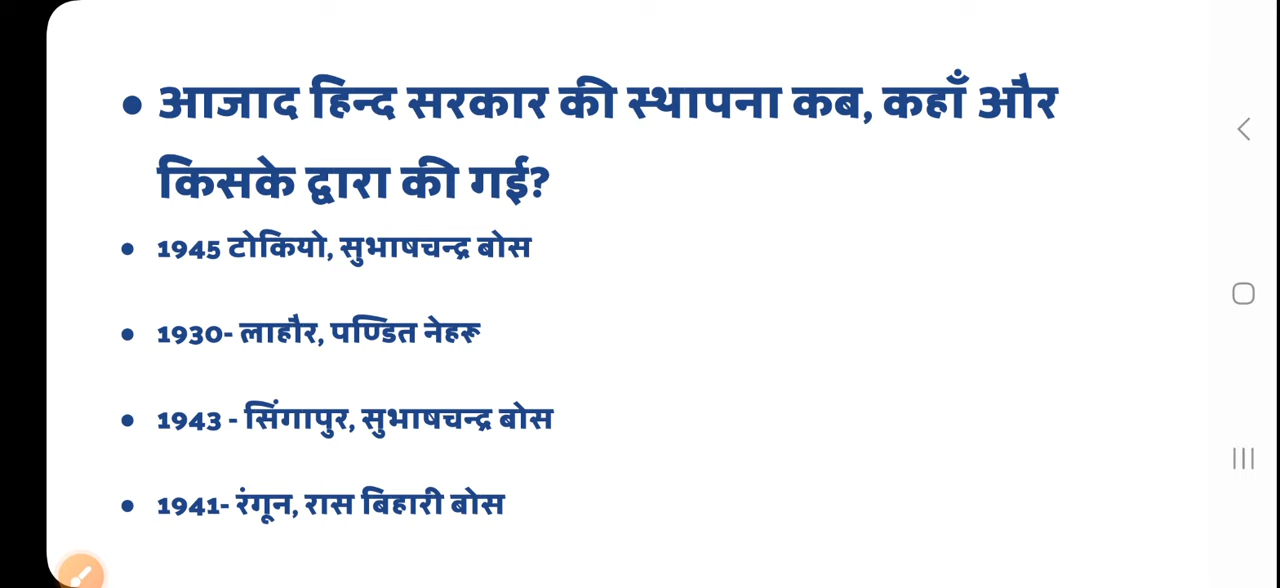 • आजाद हिन्द सरकार की स्थापना कब, कहाँ और
किसके द्वारा की गई?
• 1945 टोकियो, सुभाषचन्द्र बोस
• 1930- लाहौर, पण्डित नेहरू
• 1943 - सिंगापुर, सुभाषचन्द्र बोस
• 1941- रंगून, रास बिहारी बोस